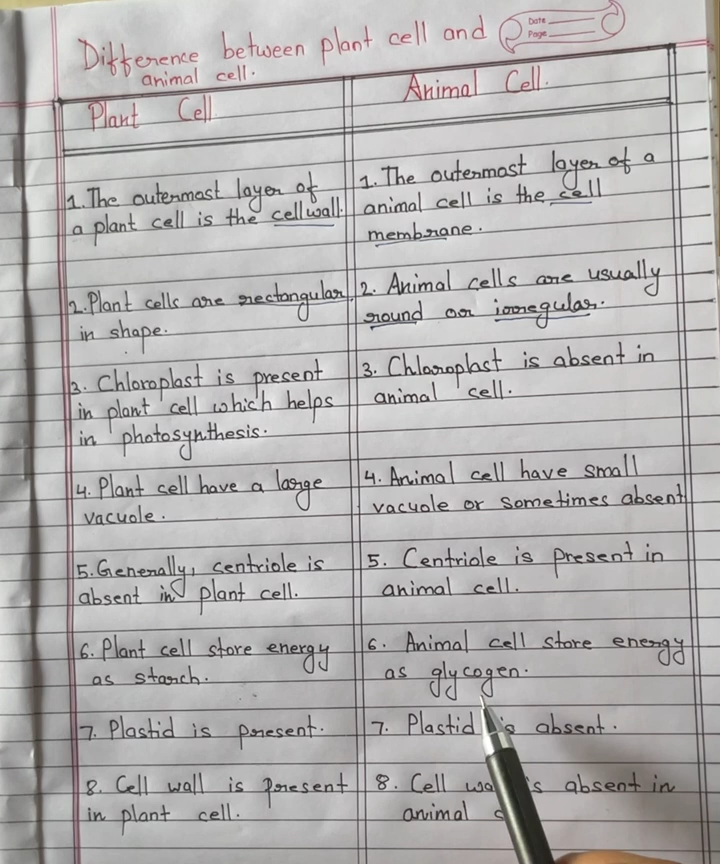 Difference between plant cell and
animal cell.
Date
Page
Plant Cell
Animal Cell.
1. The outermost layer of
a plant cell is the cell wall.
1. The outermost layer of a
animal cell is the cell
membrane.
2. Plant cells are rectangular
in shape.
2. Animal cells are usually
round or irregular.
3. Chloroplast is present
in plant cell which helps
in photosynthesis.
3. Chloroplast is absent in
animal cell.
4. Plant cell have a large
vacuole.
4. Animal cell have small
vacuole or sometimes absent
5. Generally, centriole is
absent in plant cell.
5. Centriole is present in
animal cell.
6. Plant cell store energy
as starch.
6. Animal cell store energy
as glycogen.
7. Plastid is present.
7. Plastid is absent.
8. Cell wall is present
in plant cell.
8. Cell wall is absent in
animal